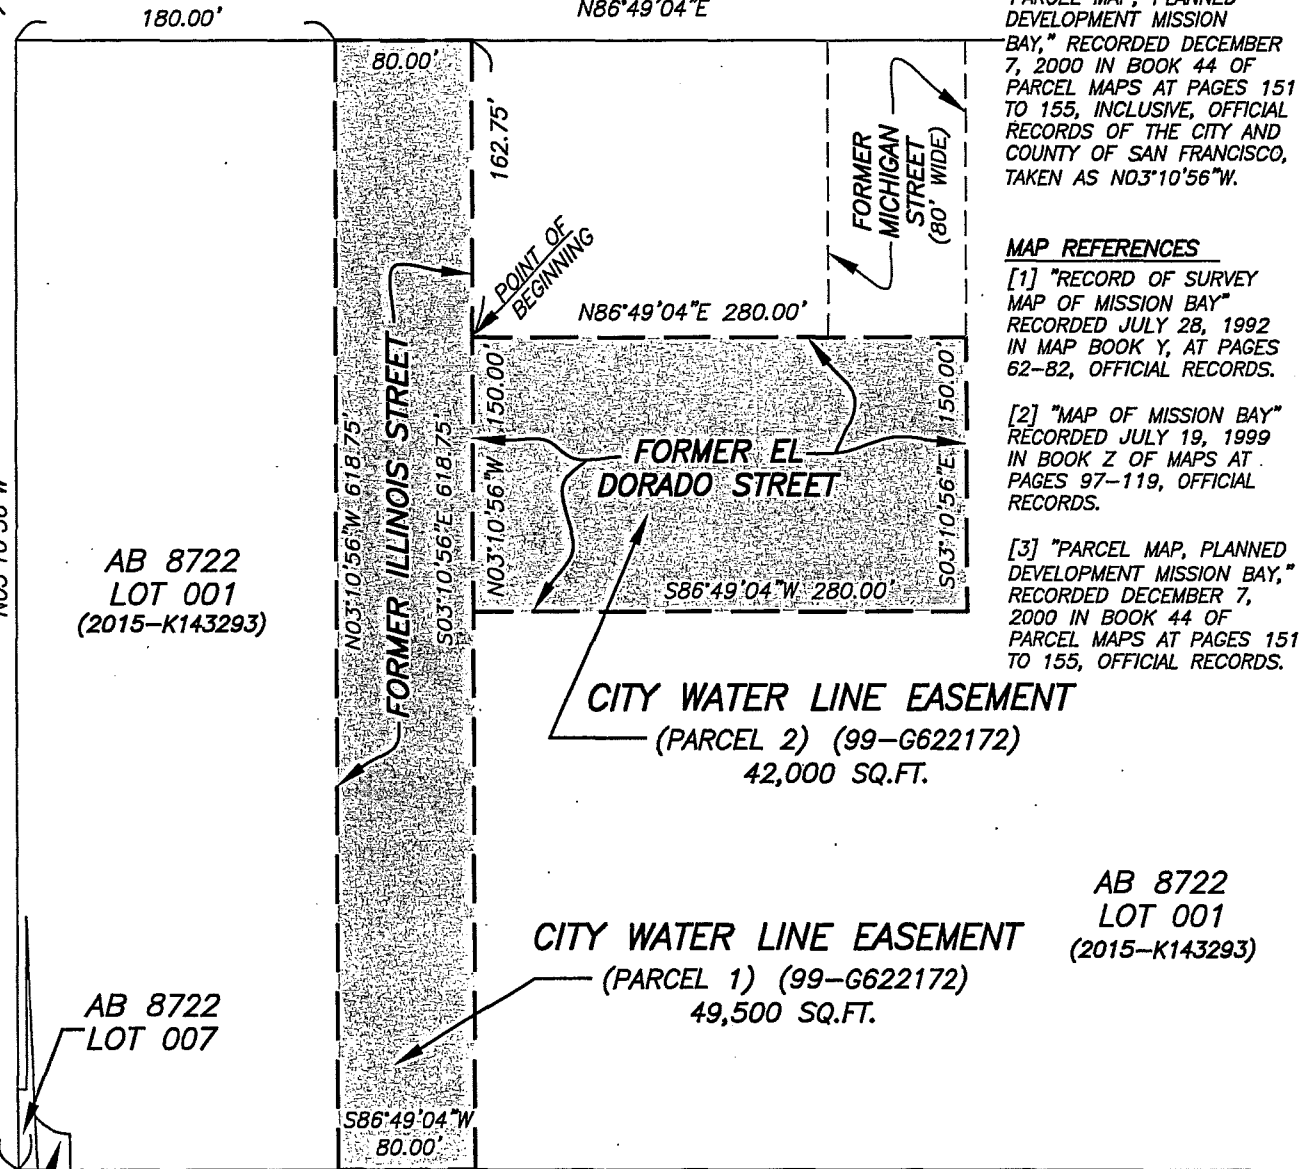 180.00'
N86°49'04"E
80.00'
162.75'
FORMER
MICHIGAN
STREET
(80' WIDE)
PARCEL MAP, PLANNED
DEVELOPMENT MISSION
BAY," RECORDED DECEMBER
7, 2000 IN BOOK 44 OF
PARCEL MAPS AT PAGES 151
TO 155, INCLUSIVE, OFFICIAL
RECORDS OF THE CITY AND
COUNTY OF SAN FRANCISCO,
TAKEN AS N03°10'56"W.
POINT OF
BEGINNING
N86°49'04"E 280.00'
MAP REFERENCES
[1] "RECORD OF SURVEY
MAP OF MISSION BAY"
RECORDED JULY 28, 1992
IN MAP BOOK Y, AT PAGES
62-82, OFFICIAL RECORDS.
[2] "MAP OF MISSION BAY"
RECORDED JULY 19, 1999
IN BOOK Z OF MAPS AT
PAGES 97-119, OFFICIAL
RECORDS.
[3] "PARCEL MAP, PLANNED
DEVELOPMENT MISSION BAY,"
RECORDED DECEMBER 7,
2000 IN BOOK 44 OF
PARCEL MAPS AT PAGES 151
TO 155, OFFICIAL RECORDS.
N03°10'56"W 618.75'
FORMER ILLINOIS STREET
S03°10'56"E 618.75'
N03°10'56"W 150.00'
FORMER EL
DORADO STREET
S03°10'56"E 150.00'
S86°49'04"W 280.00'
AB 8722
LOT 001
(2015-K143293)
CITY WATER LINE EASEMENT
(PARCEL 2) (99-G622172)
42,000 SQ.FT.
AB 8722
LOT 001
(2015-K143293)
CITY WATER LINE EASEMENT
(PARCEL 1) (99-G622172)
49,500 SQ.FT.
AB 8722
LOT 007
S86°49'04"W
80.00'